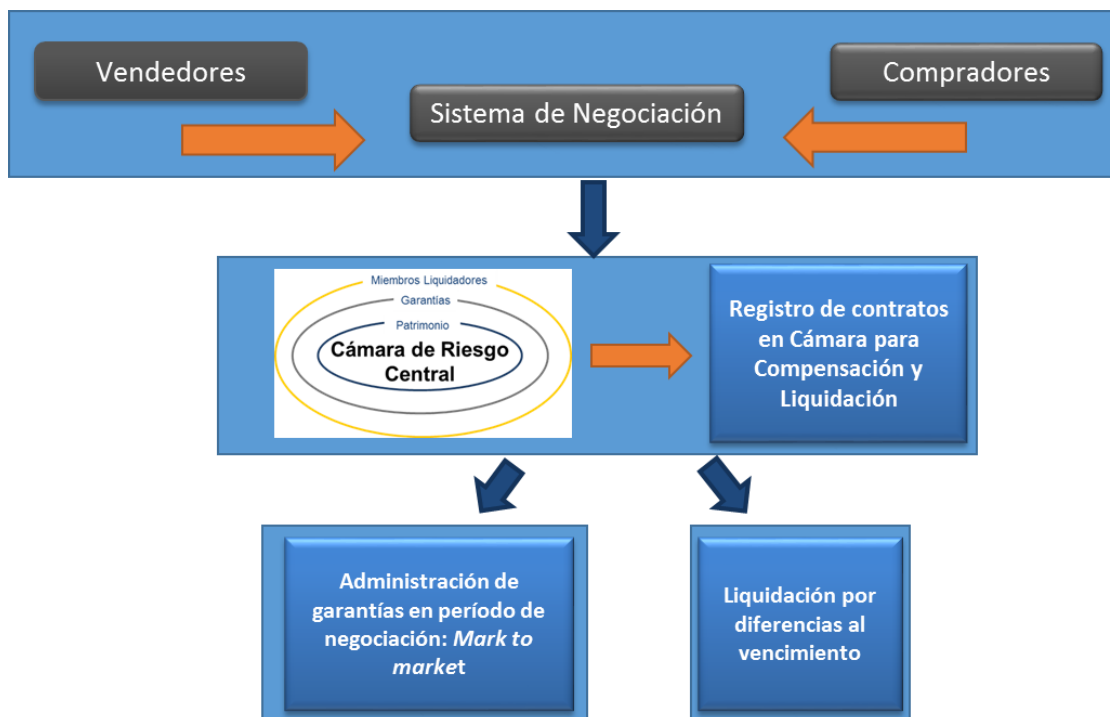 Vendedores
Compradores
Sistema de Negociación
Miembros Liquidadores
Garantías
Patrimonio
Cámara de Riesgo
Central
Registro de contratos
en Cámara para
Compensación y
Liquidación
Administración de
garantías en período de
negociación: Mark to
market
Liquidación por
diferencias al
vencimiento